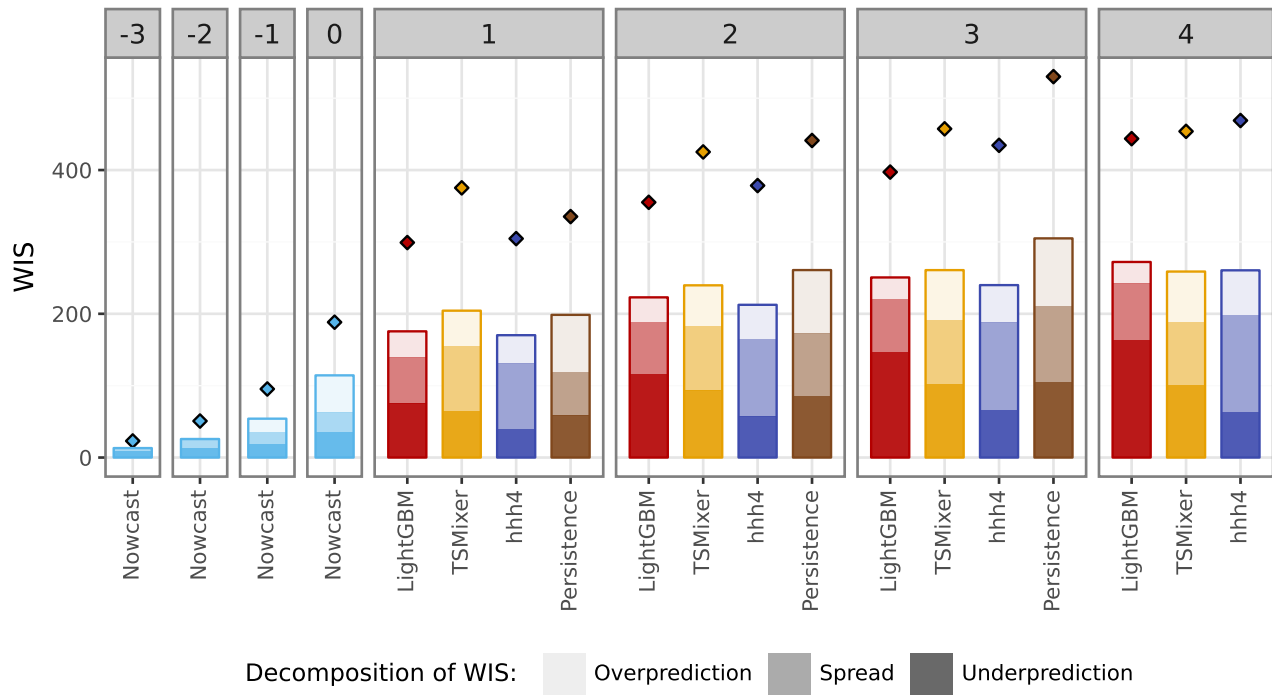 -3 -2 -1 0 1 2 3 4
WIS
400
200
0
Nowcast Nowcast Nowcast Nowcast LightGBM TSMixer hhh4 Persistence LightGBM TSMixer hhh4 Persistence LightGBM TSMixer hhh4 Persistence LightGBM TSMixer hhh4
Decomposition of WIS: Overprediction Spread Underprediction